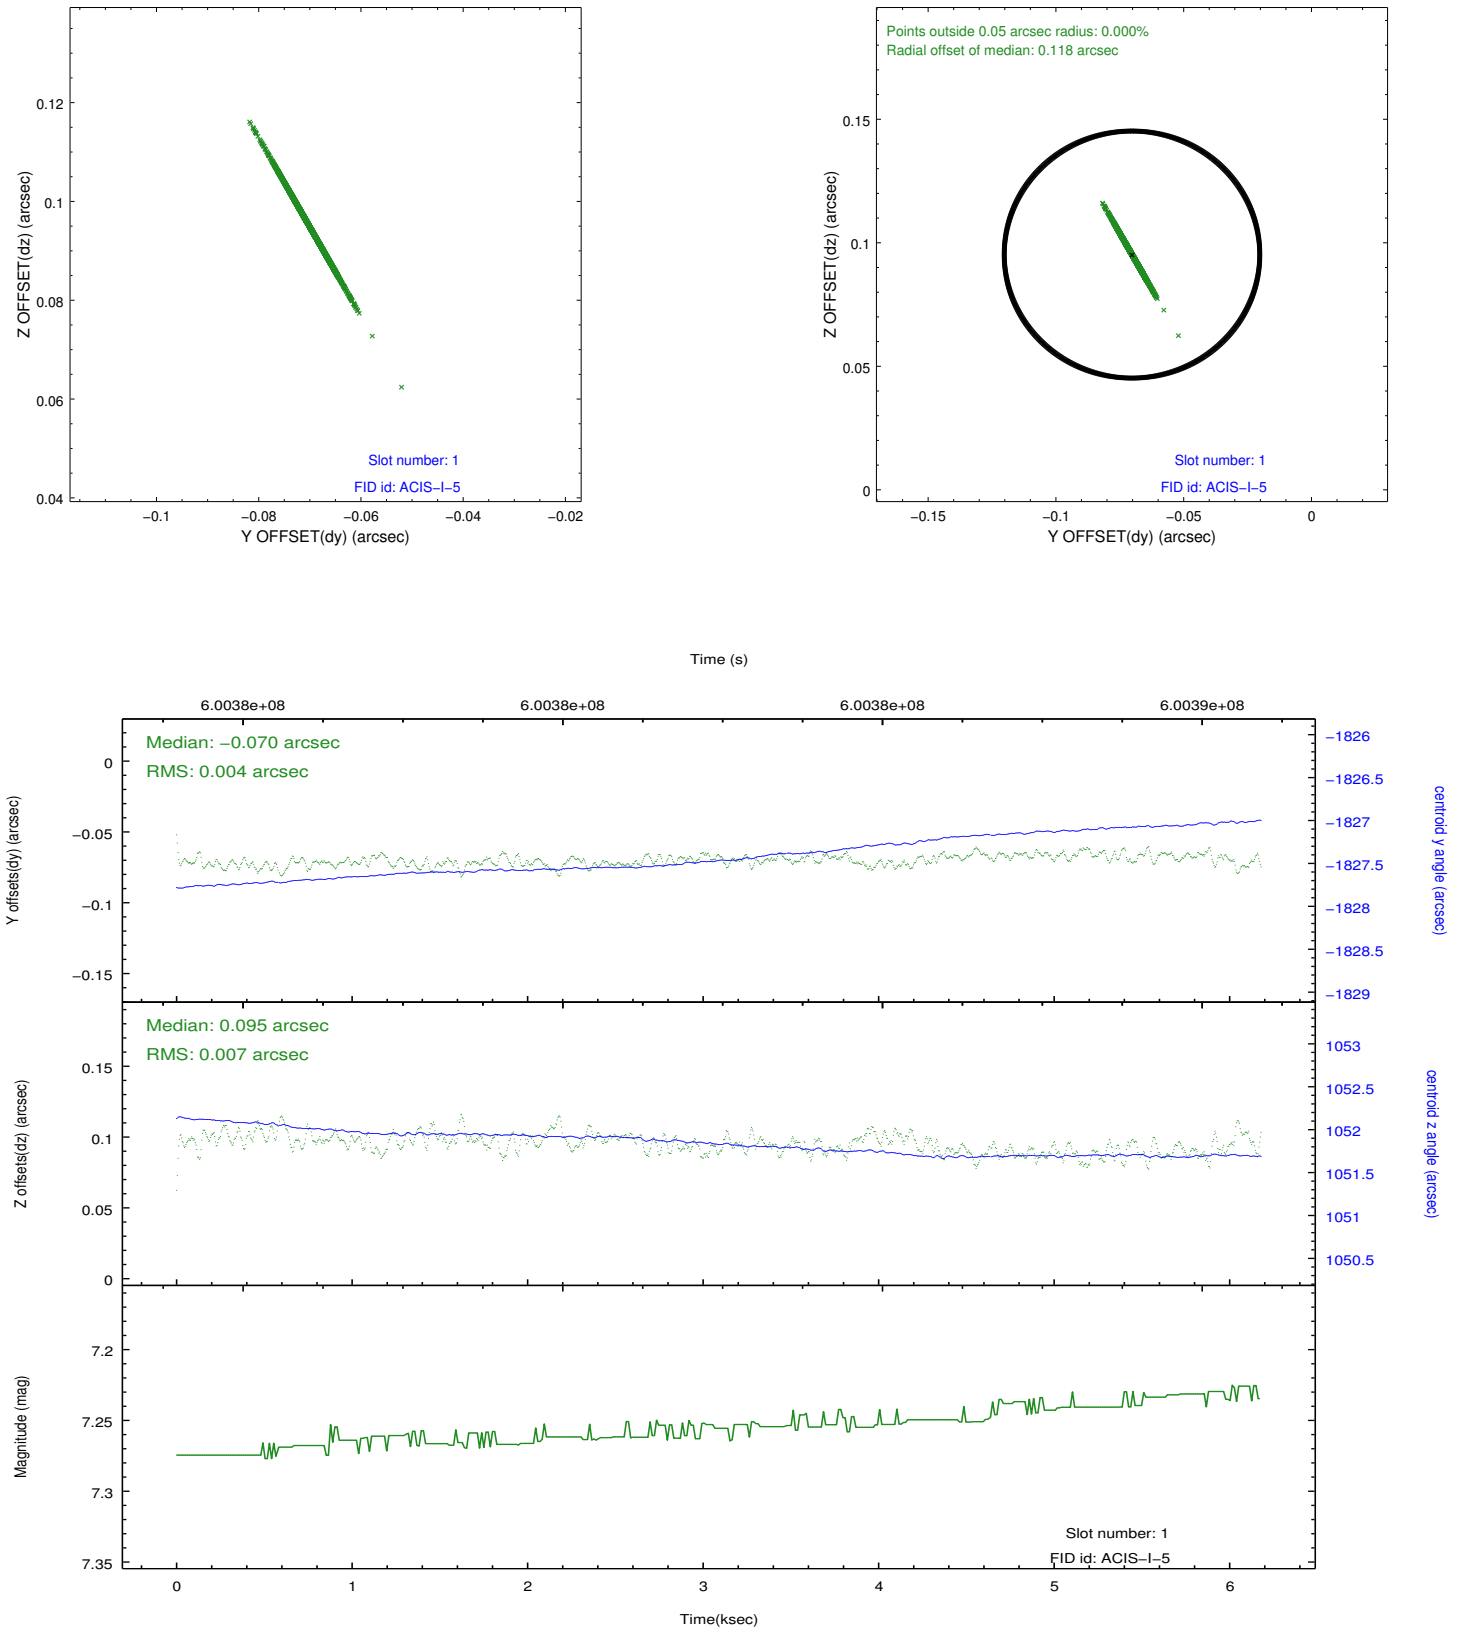 0.12
0.1
0.08
0.06
0.04
Z OFFSET(dz) (arcsec)
Slot number: 1
FID id: ACIS−I−5
−0.1 −0.08 −0.06 −0.04 −0.02
Y OFFSET(dy) (arcsec)
Points outside 0.05 arcsec radius: 0.000%
Radial offset of median: 0.118 arcsec
0.15
0.1
0.05
0
Z OFFSET(dz) (arcsec)
Slot number: 1
FID id: ACIS−I−5
−0.15 −0.1 −0.05 0
Y OFFSET(dy) (arcsec)
Time (s)
6.0038e+08 6.0038e+08 6.0038e+08 6.0039e+08
Median: −0.070 arcsec
RMS: 0.004 arcsec
0
−0.05
−0.1
−0.15
Y offsets(dy) (arcsec)
−1826
−1826.5
−1827
−1827.5
−1828
−1828.5
−1829
centroid y angle (arcsec)
Median: 0.095 arcsec
RMS: 0.007 arcsec
0.15
0.1
0.05
0
Z offsets(dz) (arcsec)
1053
1052.5
1052
1051.5
1051
1050.5
centroid z angle (arcsec)
7.2
7.25
7.3
7.35
Magnitude (mag)
Slot number: 1
FID id: ACIS−I−5
0 1 2 3 4 5 6
Time(ksec)